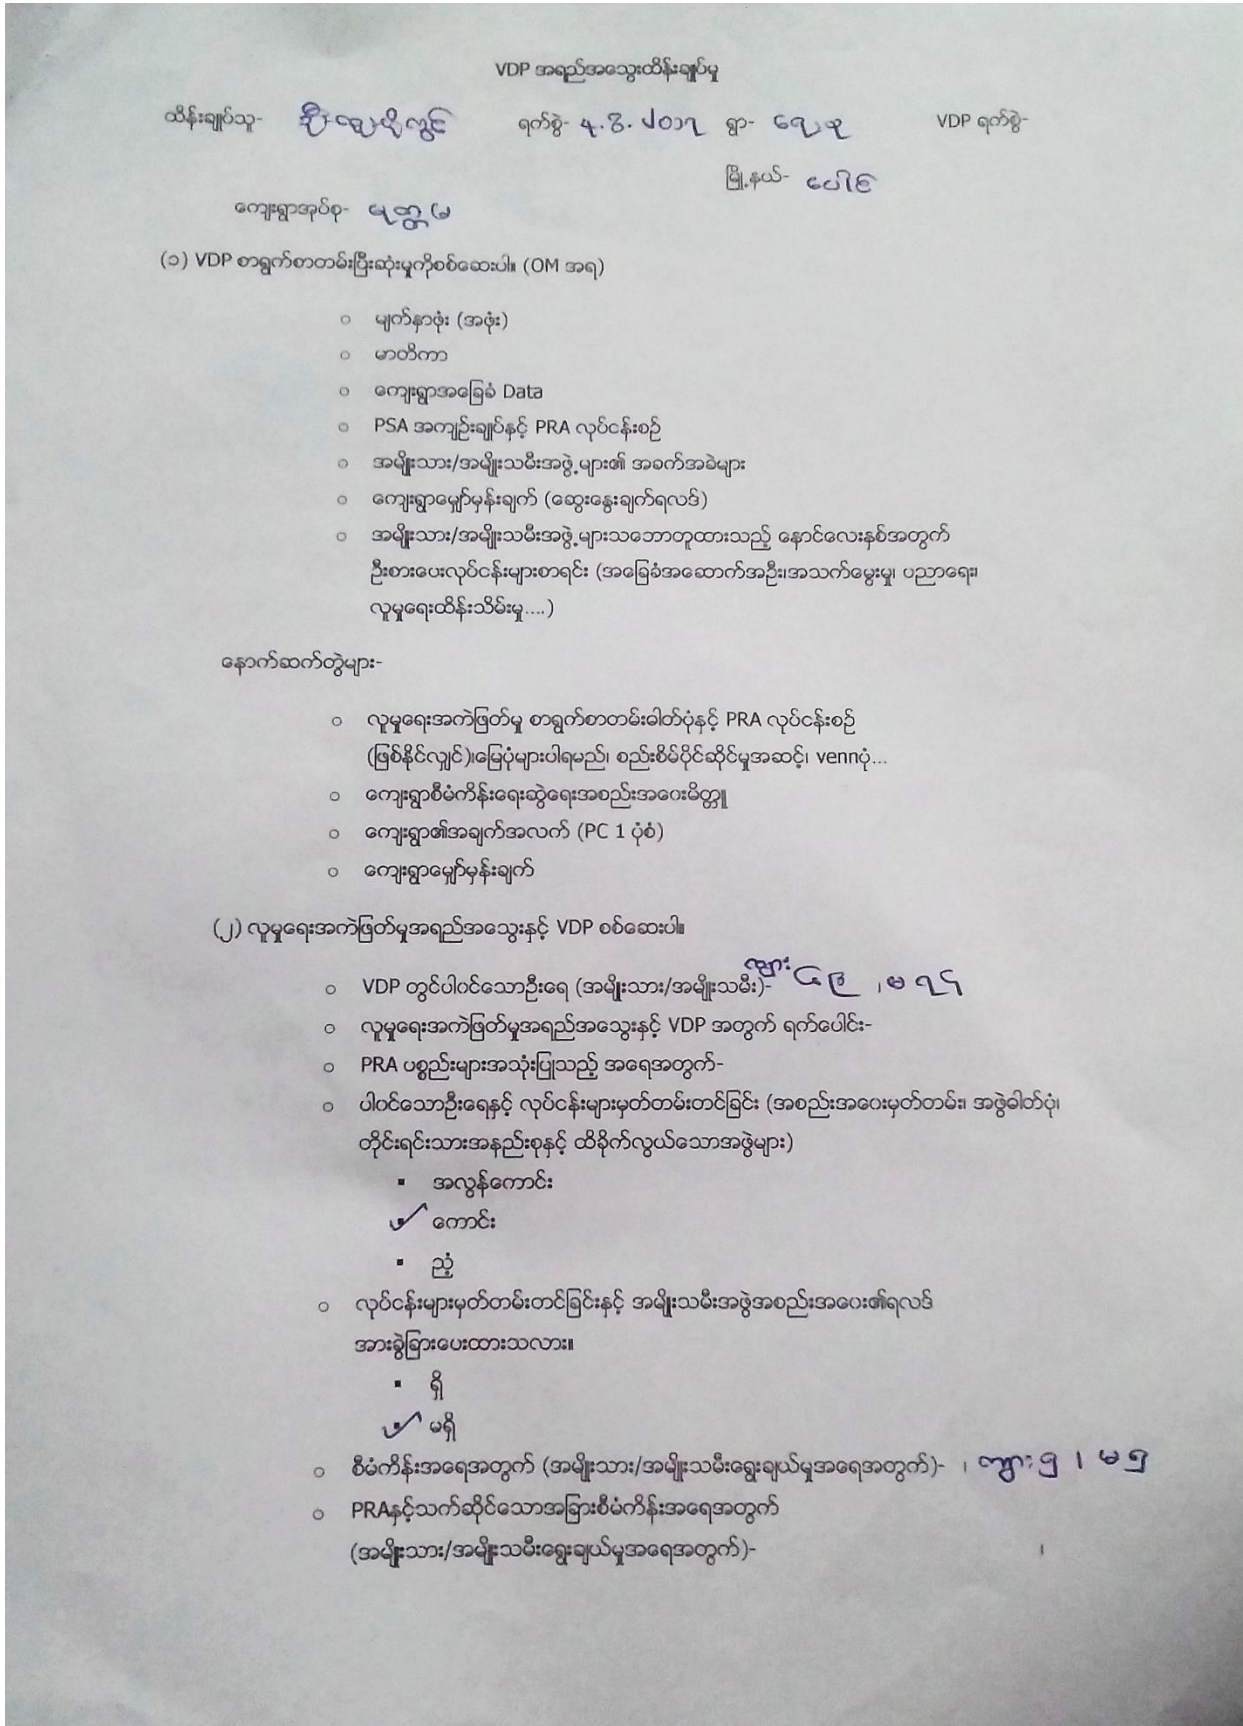 VDP အရည်အသွေးထိန်းချုပ်မှု
ထိန်းချုပ်သူ- ရက်စွဲ- ၄.၆.၂၀၁၇ ရွာ- VDP ရက်စွဲ-
မြို့နယ်- ပေါင်
ကျေးရွာအုပ်စု- မုတ္တမ
(၁) VDP စာရွက်စာတမ်းပြီးဆုံးမှုကိုစစ်ဆေးပါ။ (OM အရ)
○ မျက်နှာဖုံး (အဖုံး)
○ မာတိကာ
○ ကျေးရွာအခြေခံ Data
○ PSA အကျဉ်းချုပ်နှင့် PRA လုပ်ငန်းစဉ်
○ အမျိုးသား/အမျိုးသမီးအဖွဲ့များ၏ အခက်အခဲများ
○ ကျေးရွာမျှော်မှန်းချက် (ဆွေးနွေးချက်ရလဒ်)
○ အမျိုးသား/အမျိုးသမီးအဖွဲ့များသဘောတူထားသည့် နောင်လေးနှစ်အတွက်
ဦးစားပေးလုပ်ငန်းများစာရင်း (အခြေခံအဆောက်အဦး၊အသက်မွေးမှု၊ ပညာရေး၊
လူမှုရေးထိန်းသိမ်းမှု....)
နောက်ဆက်တွဲများ-
○ လူမှုရေးအကဲဖြတ်မှု စာရွက်စာတမ်းဓါတ်ပုံနှင့် PRA လုပ်ငန်းစဉ်
(ဖြစ်နိုင်လျှင်)၊မြေပုံများပါရမည်၊ စည်းစိမ်ပိုင်ဆိုင်မှုအဆင့်၊ vennပုံ...
○ ကျေးရွာစီမံကိန်းရေးဆွဲရေးအစည်းအဝေးမိတ္တူ
○ ကျေးရွာ၏အချက်အလက် (PC 1 ပုံစံ)
○ ကျေးရွာမျှော်မှန်းချက်
(၂) လူမှုရေးအကဲဖြတ်မှုအရည်အသွေးနှင့် VDP စစ်ဆေးပါ။
○ VDP တွင်ပါဝင်သောဦးရေ (အမျိုးသား/အမျိုးသမီး)- ကျား ၎၉ ၊ မ ၇၄
○ လူမှုရေးအကဲဖြတ်မှုအရည်အသွေးနှင့် VDP အတွက် ရက်ပေါင်း-
○ PRA ပစ္စည်းများအသုံးပြုသည့် အရေအတွက်-
○ ပါဝင်သောဦးရေနှင့် လုပ်ငန်းများမှတ်တမ်းတင်ခြင်း (အစည်းအဝေးမှတ်တမ်း၊ အဖွဲဓါတ်ပုံ၊
တိုင်းရင်းသားအနည်းစုနှင့် ထိခိုက်လွယ်သောအဖွဲများ)
▪ အလွန်ကောင်း
✓ ကောင်း
▪ ညံ့
○ လုပ်ငန်းများမှတ်တမ်းတင်ခြင်းနှင့် အမျိုးသမီးအဖွဲအစည်းအဝေး၏ရလဒ်
အားခွဲခြားပေးထားသလား။
▪ ရှိ
✓ မရှိ
○ စီမံကိန်းအရေအတွက် (အမျိုးသား/အမျိုးသမီးရွေးချယ်မှုအရေအတွက်)- ၊ ကျား ၅ ၊ မ ၅
○ PRAနှင့်သက်ဆိုင်သောအခြားစီမံကိန်းအရေအတွက်
(အမျိုးသား/အမျိုးသမီးရွေးချယ်မှုအရေအတွက်)- ၊